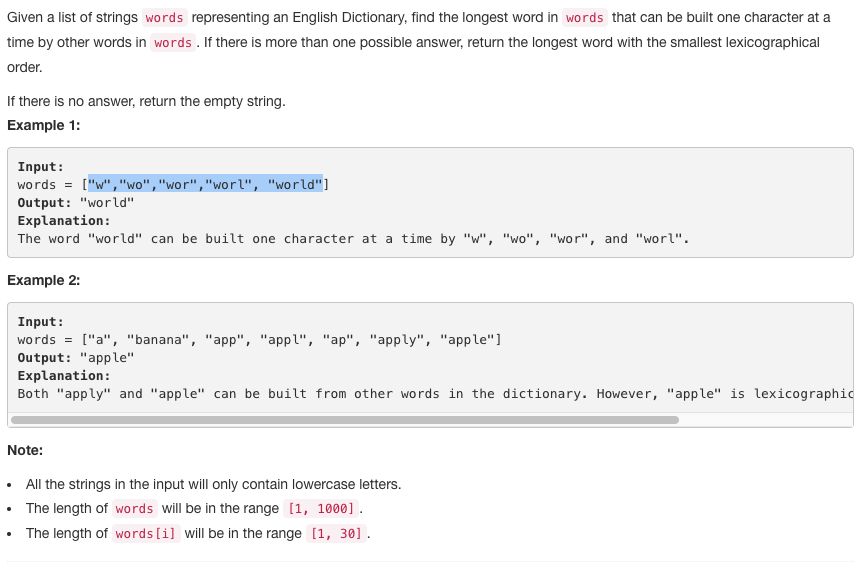 Given a list of strings words representing an English Dictionary, find the longest word in words that can be built one character at a
time by other words in words . If there is more than one possible answer, return the longest word with the smallest lexicographical
order.
If there is no answer, return the empty string.
Example 1:
Input:
words = ["w","wo","wor","worl", "world"]
Output: "world"
Explanation:
The word "world" can be built one character at a time by "w", "wo", "wor", and "worl".
Example 2:
Input:
words = ["a", "banana", "app", "appl", "ap", "apply", "apple"]
Output: "apple"
Explanation:
Both "apply" and "apple" can be built from other words in the dictionary. However, "apple" is lexicographic
Note:
• All the strings in the input will only contain lowercase letters.
• The length of words will be in the range [1, 1000] .
• The length of words[i] will be in the range [1, 30] .